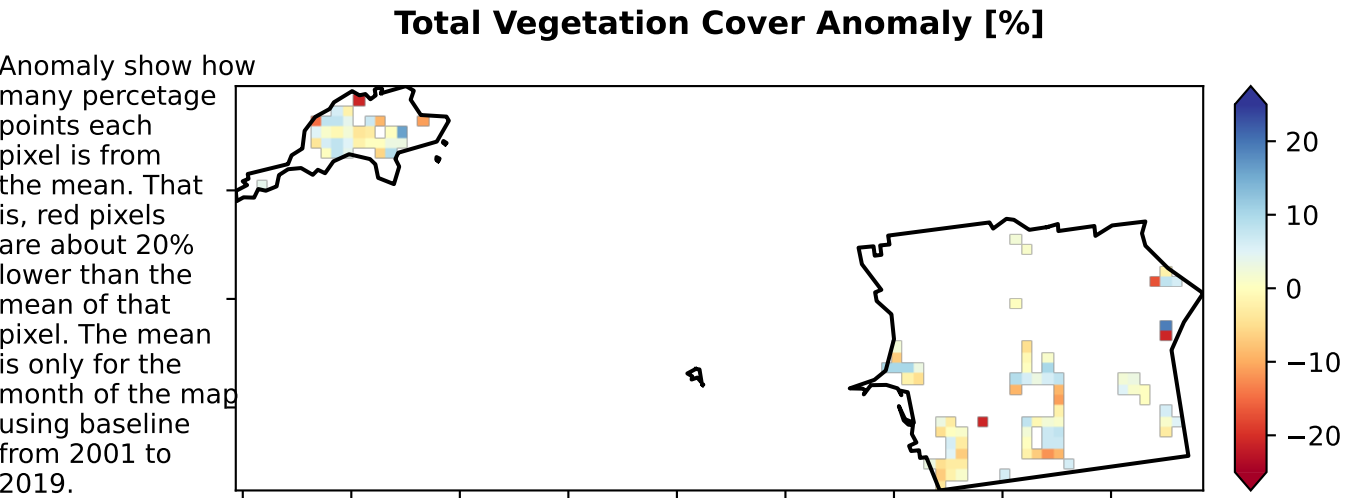 Total Vegetation Cover Anomaly [%]
Anomaly show how
many percetage
points each
pixel is from
the mean. That
is, red pixels
are about 20%
lower than the
mean of that
pixel. The mean
is only for the
month of the map
using baseline
from 2001 to
2019.
20
10
0
−10
−20